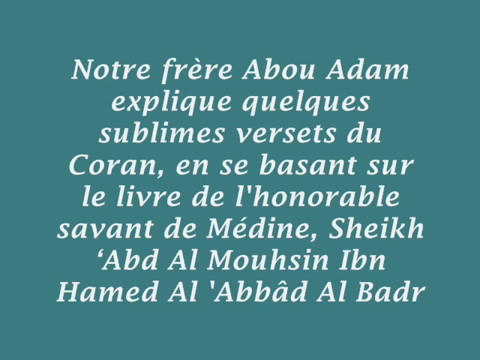 Notre frère Abou Adam
explique quelques
sublimes versets du
Coran, en se basant sur
le livre de l'honorable
savant de Médine, Sheikh
‘Abd Al Mouhsin Ibn
Hamed Al 'Abbâd Al Badr